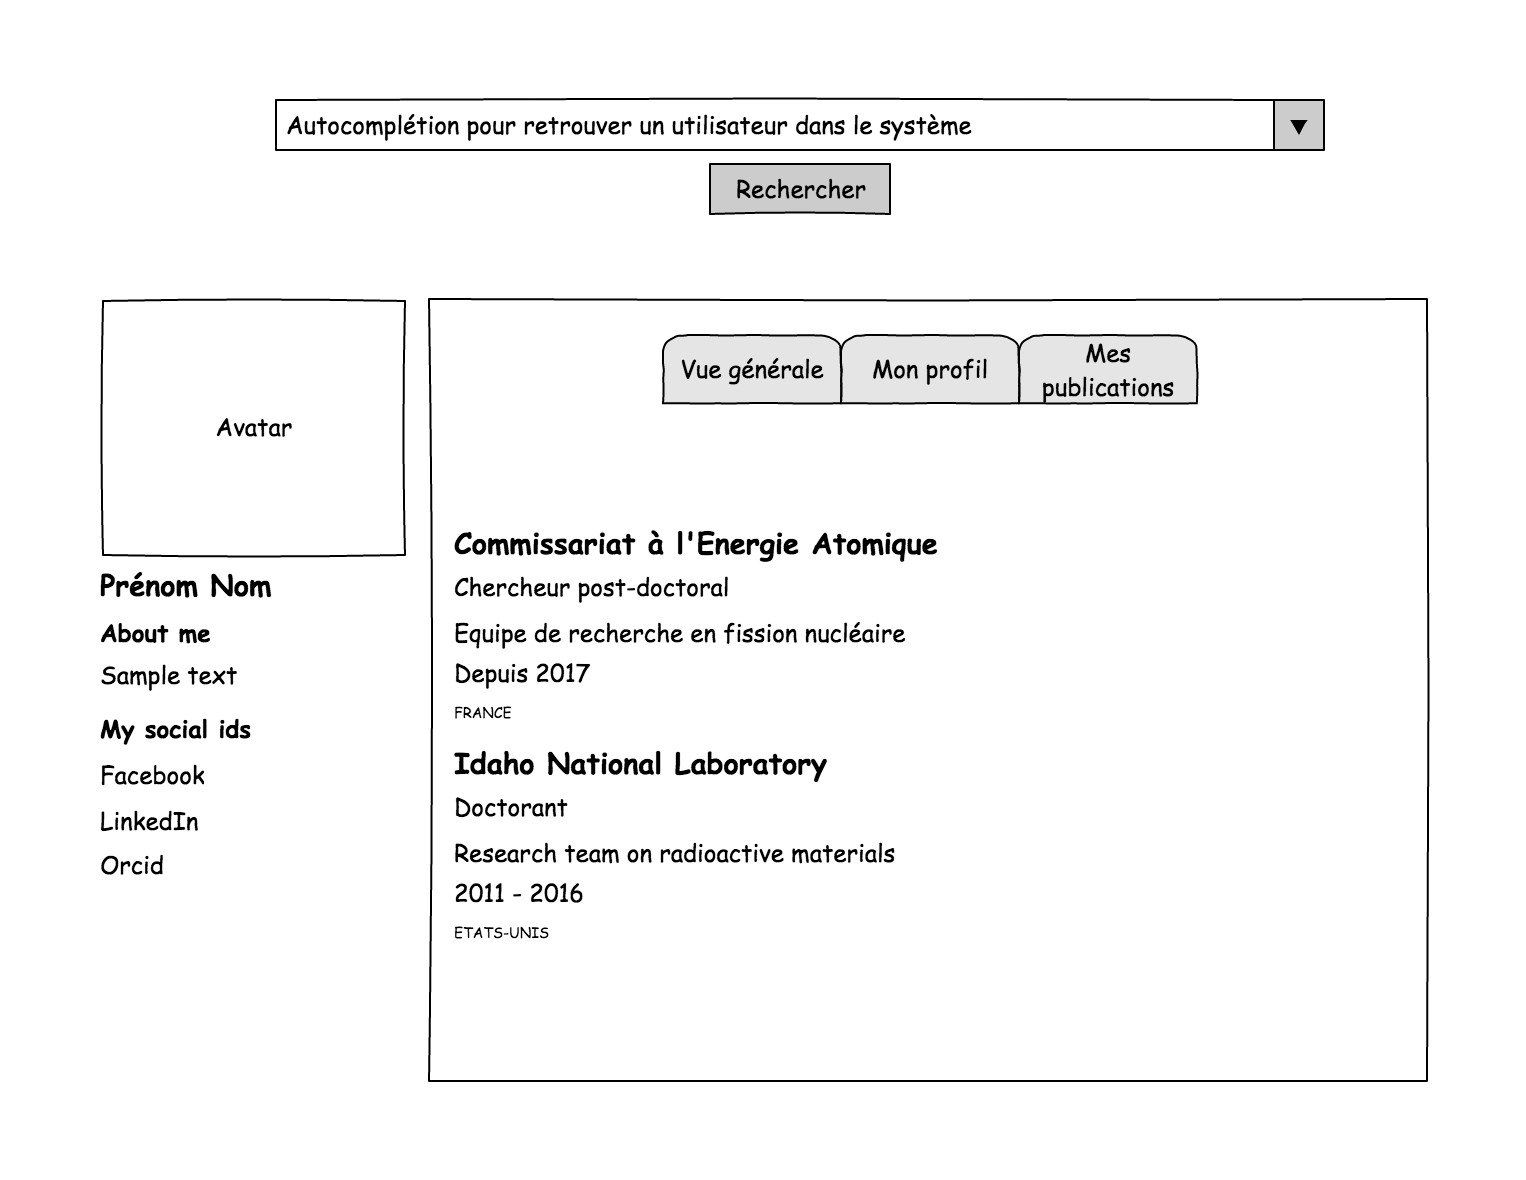 Autocomplétion pour retrouver un utilisateur dans le système
Rechercher
Avatar
Prénom Nom
About me
Sample text
My social ids
Facebook
LinkedIn
Orcid
Vue générale
Mon profil
Mes
publications
Commissariat à l'Energie Atomique
Chercheur post-doctoral
Equipe de recherche en fission nucléaire
Depuis 2017
FRANCE
Idaho National Laboratory
Doctorant
Research team on radioactive materials
2011 - 2016
ETATS-UNIS